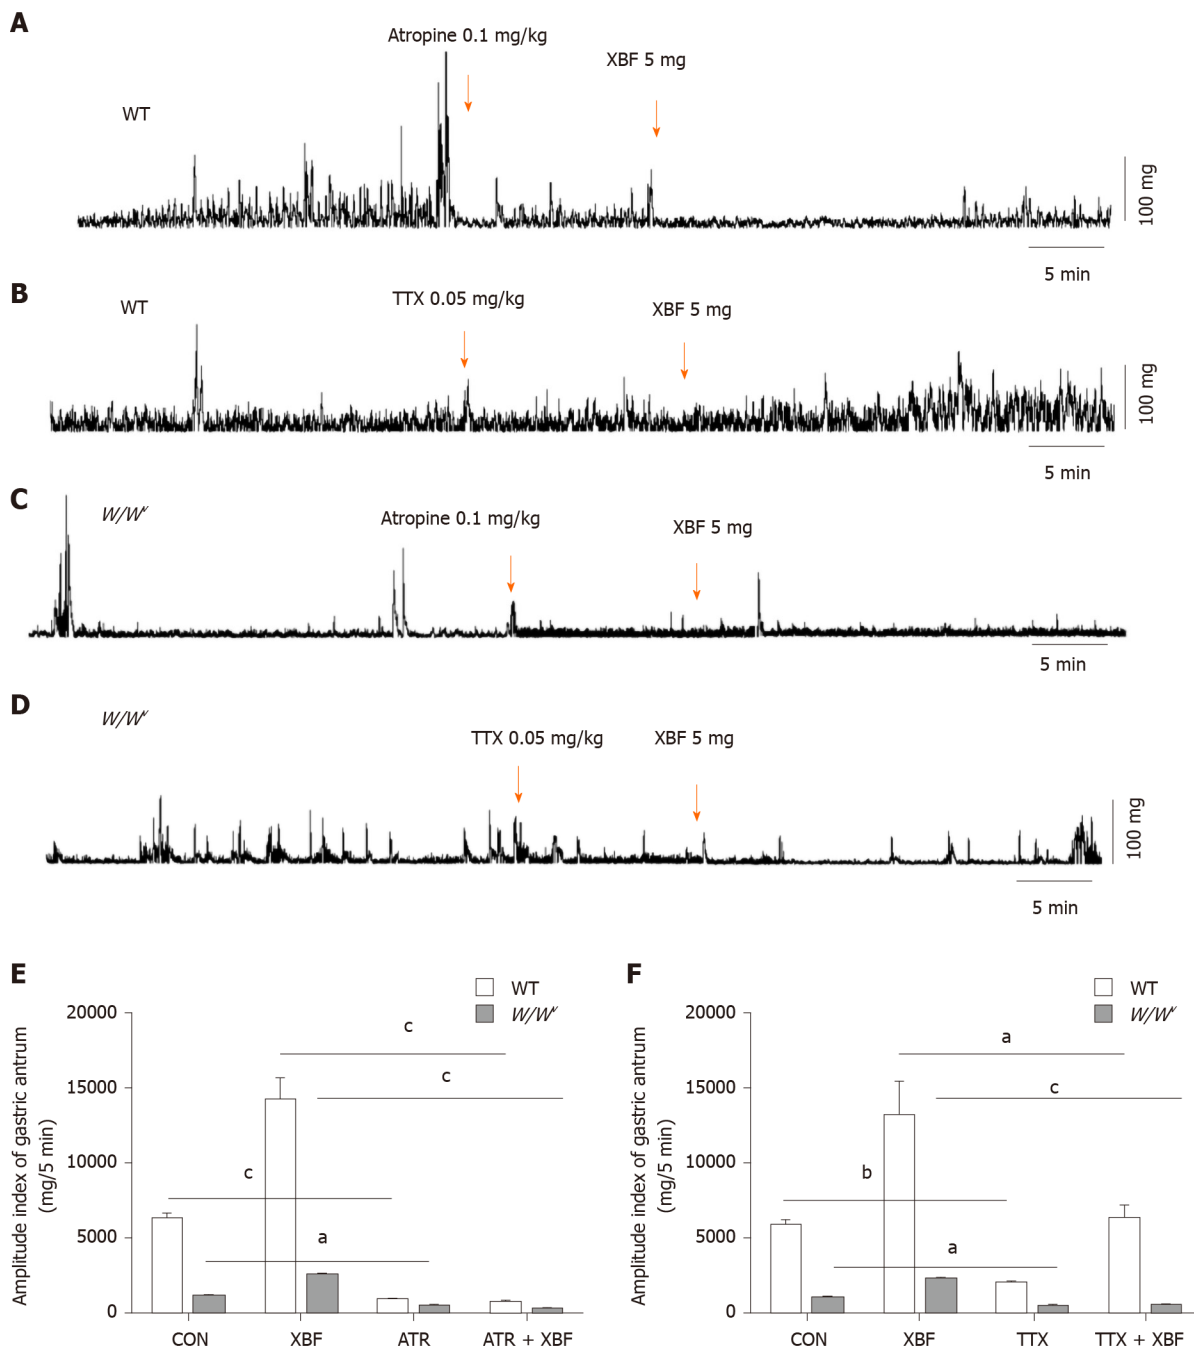 A
Atropine 0.1 mg/kg
XBF 5 mg
WT
100 mg
5 min
B
WT
TTX 0.05 mg/kg
XBF 5 mg
100 mg
5 min
C
W/Wᵛ
Atropine 0.1 mg/kg
XBF 5 mg
5 min
D
W/Wᵛ
TTX 0.05 mg/kg
XBF 5 mg
100 mg
5 min
E
WT
W/Wᵛ
Amplitude index of gastric antrum
(mg/5 min)
20000
15000
10000
5000
0
c
c
c
a
CON
XBF
ATR
ATR + XBF
F
WT
W/Wᵛ
Amplitude index of gastric antrum
(mg/5 min)
20000
15000
10000
5000
0
a
c
b
a
CON
XBF
TTX
TTX + XBF